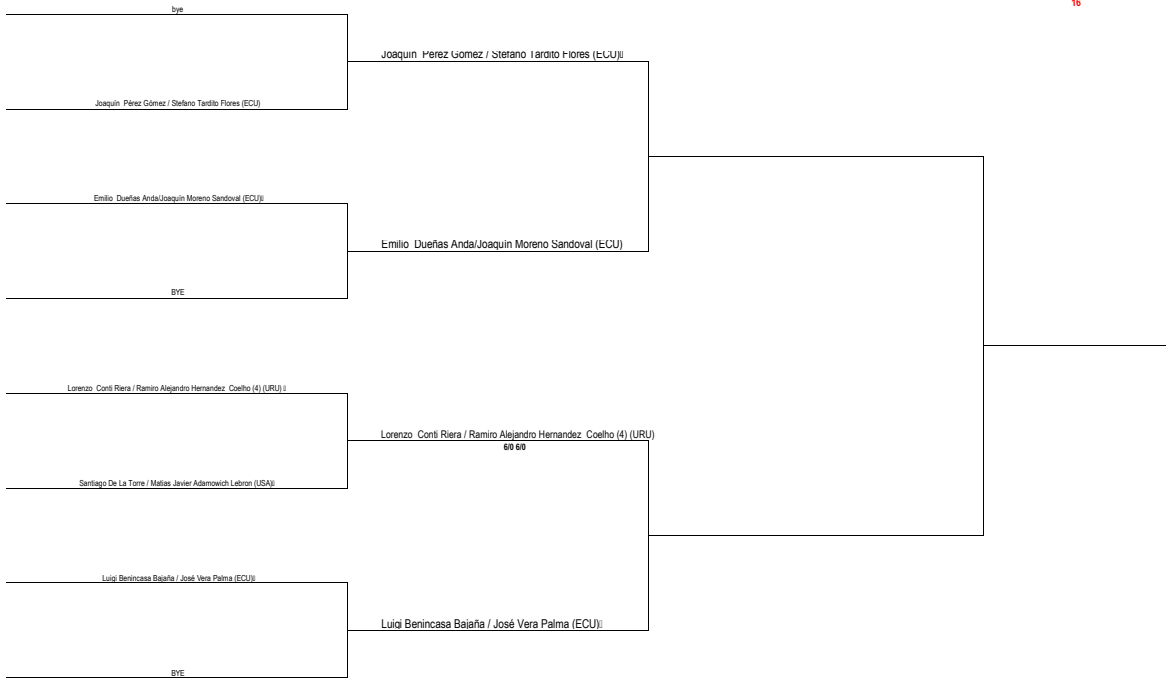 16
bye
Joaquín Pérez Gómez / Stefano Tardito Flores (ECU)
Joaquín Pérez Gómez / Stefano Tardito Flores (ECU)
Emilio Dueñas Anda/Joaquín Moreno Sandoval (ECU)
Emilio Dueñas Anda/Joaquín Moreno Sandoval (ECU)
BYE
Lorenzo Conti Riera / Ramiro Alejandro Hernandez Coelho (4) (URU)
Lorenzo Conti Riera / Ramiro Alejandro Hernandez Coelho (4) (URU)
6/0 6/0
Santiago De La Torre / Matias Javier Adamowich Lebron (USA)
Luigi Benincasa Bajaña / José Vera Palma (ECU)
Luigi Benincasa Bajaña / José Vera Palma (ECU)
BYE